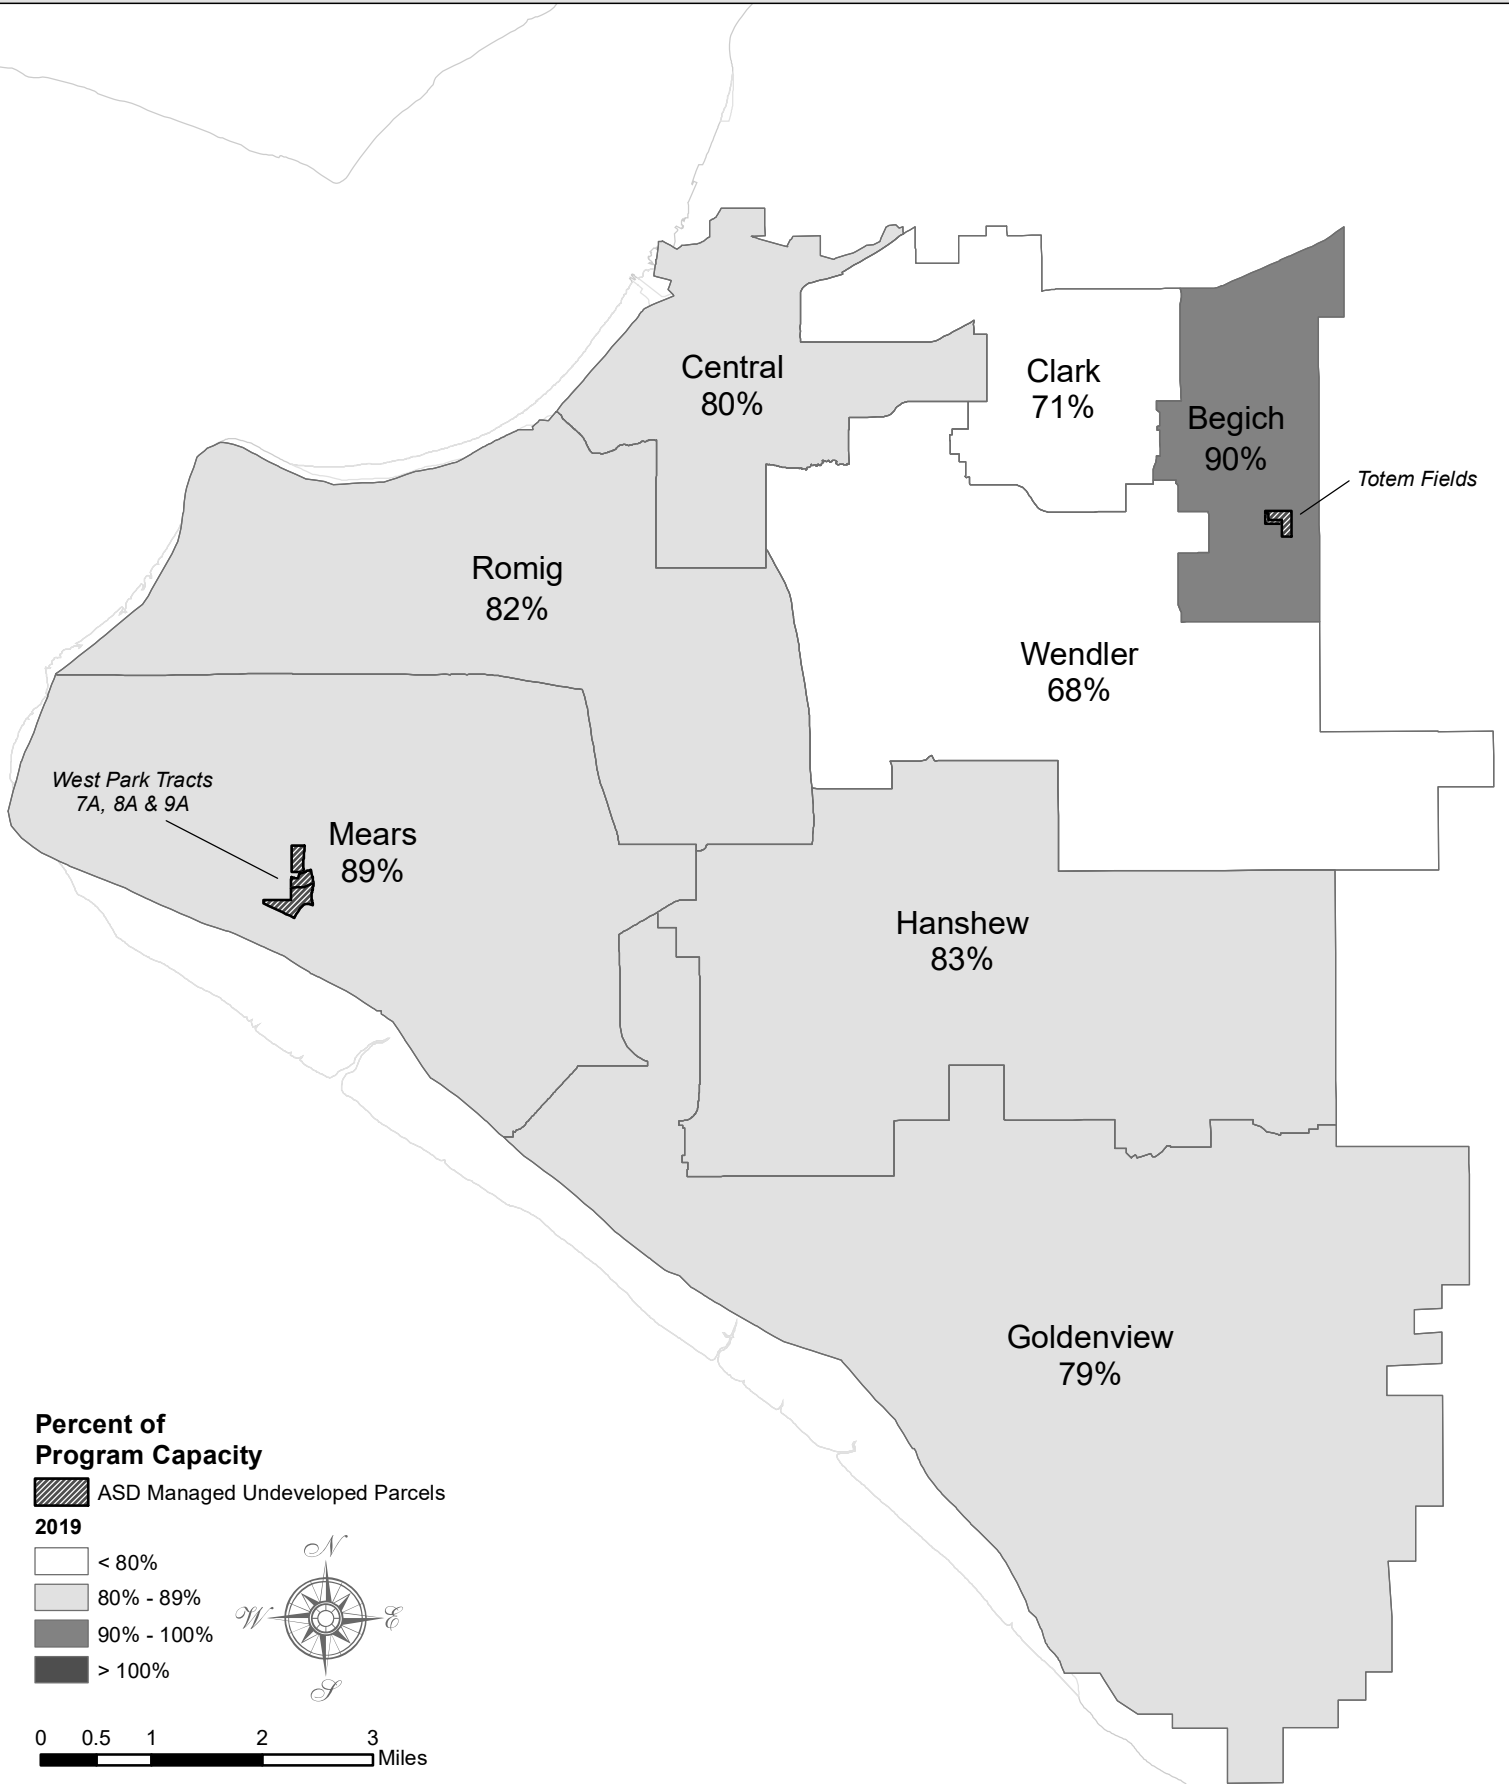 Central
80%
Clark
71%
Begich
90%
Totem Fields
Romig
82%
Wendler
68%
West Park Tracts
7A, 8A & 9A
Mears
89%
Hanshew
83%
Goldenview
79%
Percent of
Program Capacity
ASD Managed Undeveloped Parcels
2019
< 80%
80% - 89%
90% - 100%
> 100%
N
W E
S
0 0.5 1 2 3
Miles